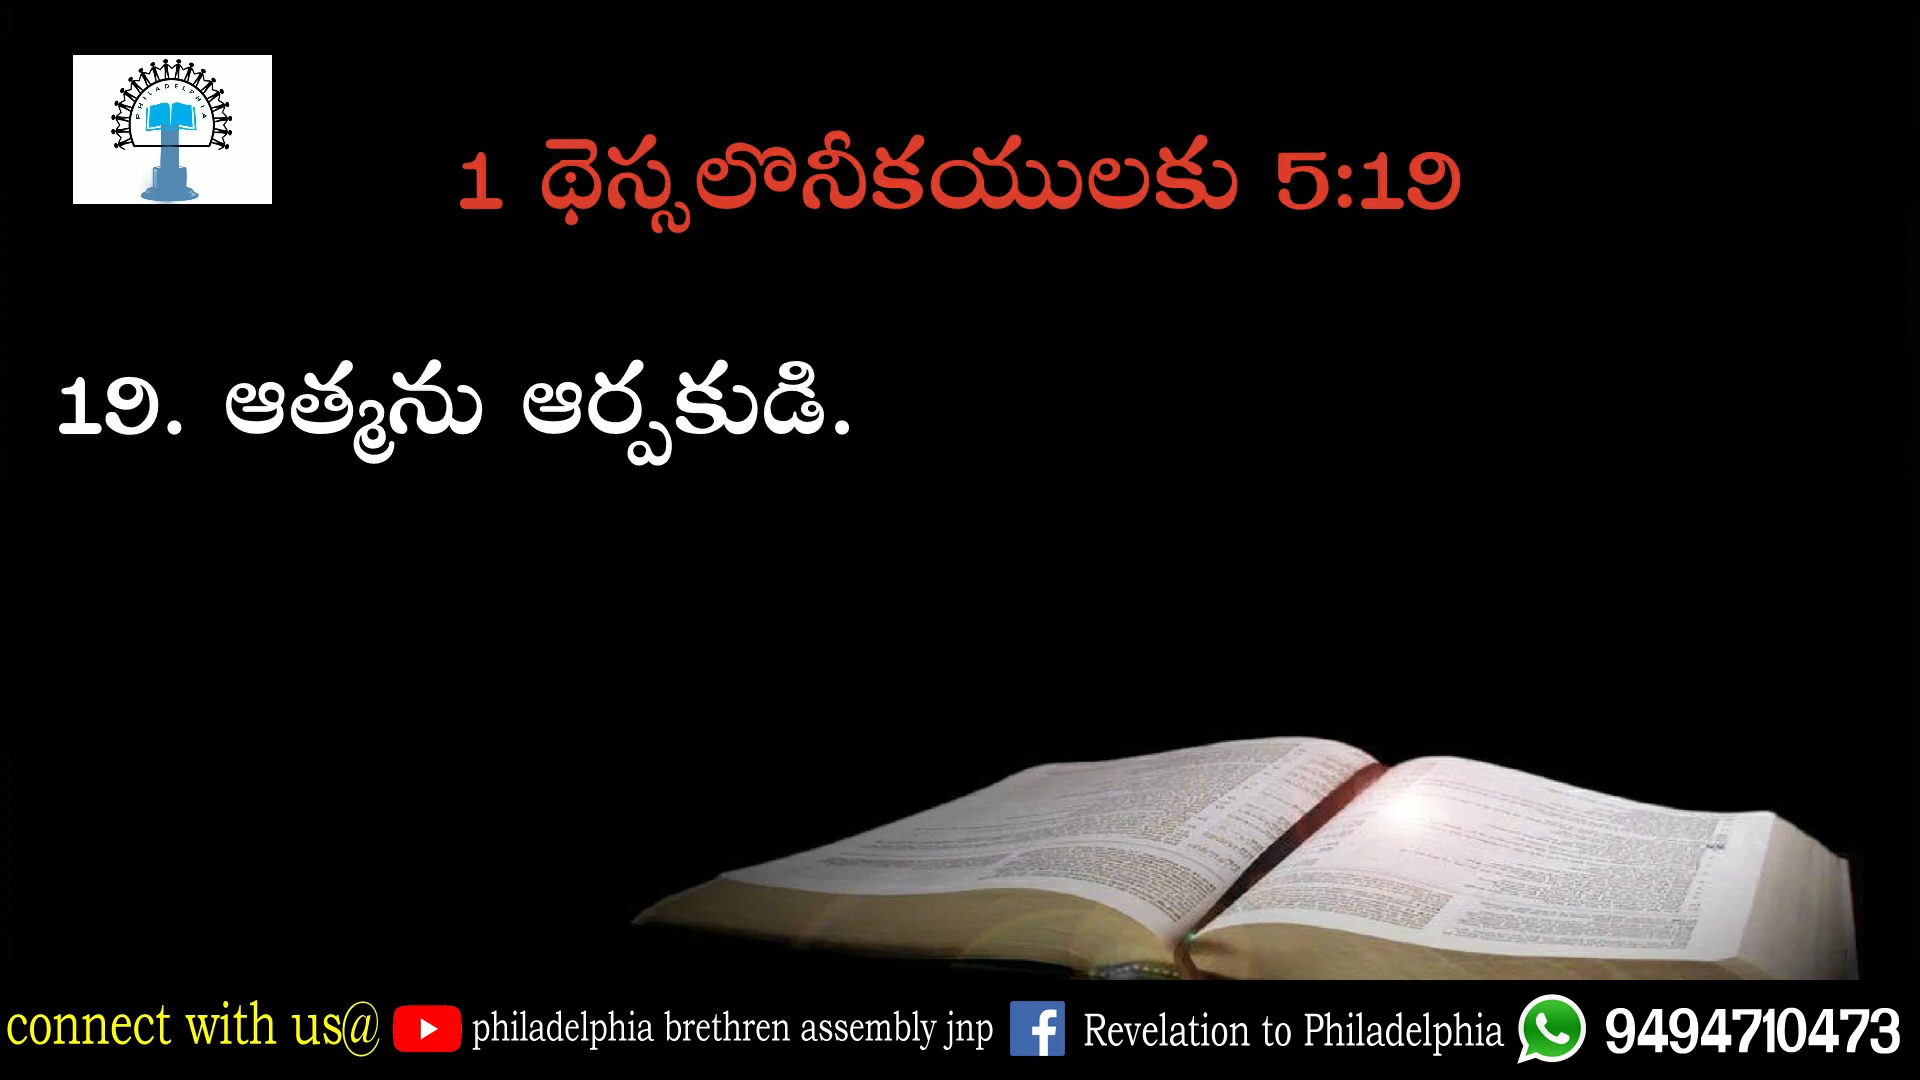 PHILADELPHIA
1 థెస్సలొనీకయులకు 5:19
19. ఆత్మను ఆర్పకుడి.
connect with us@ philadelphia brethren assembly jnp Revelation to Philadelphia 9494710473